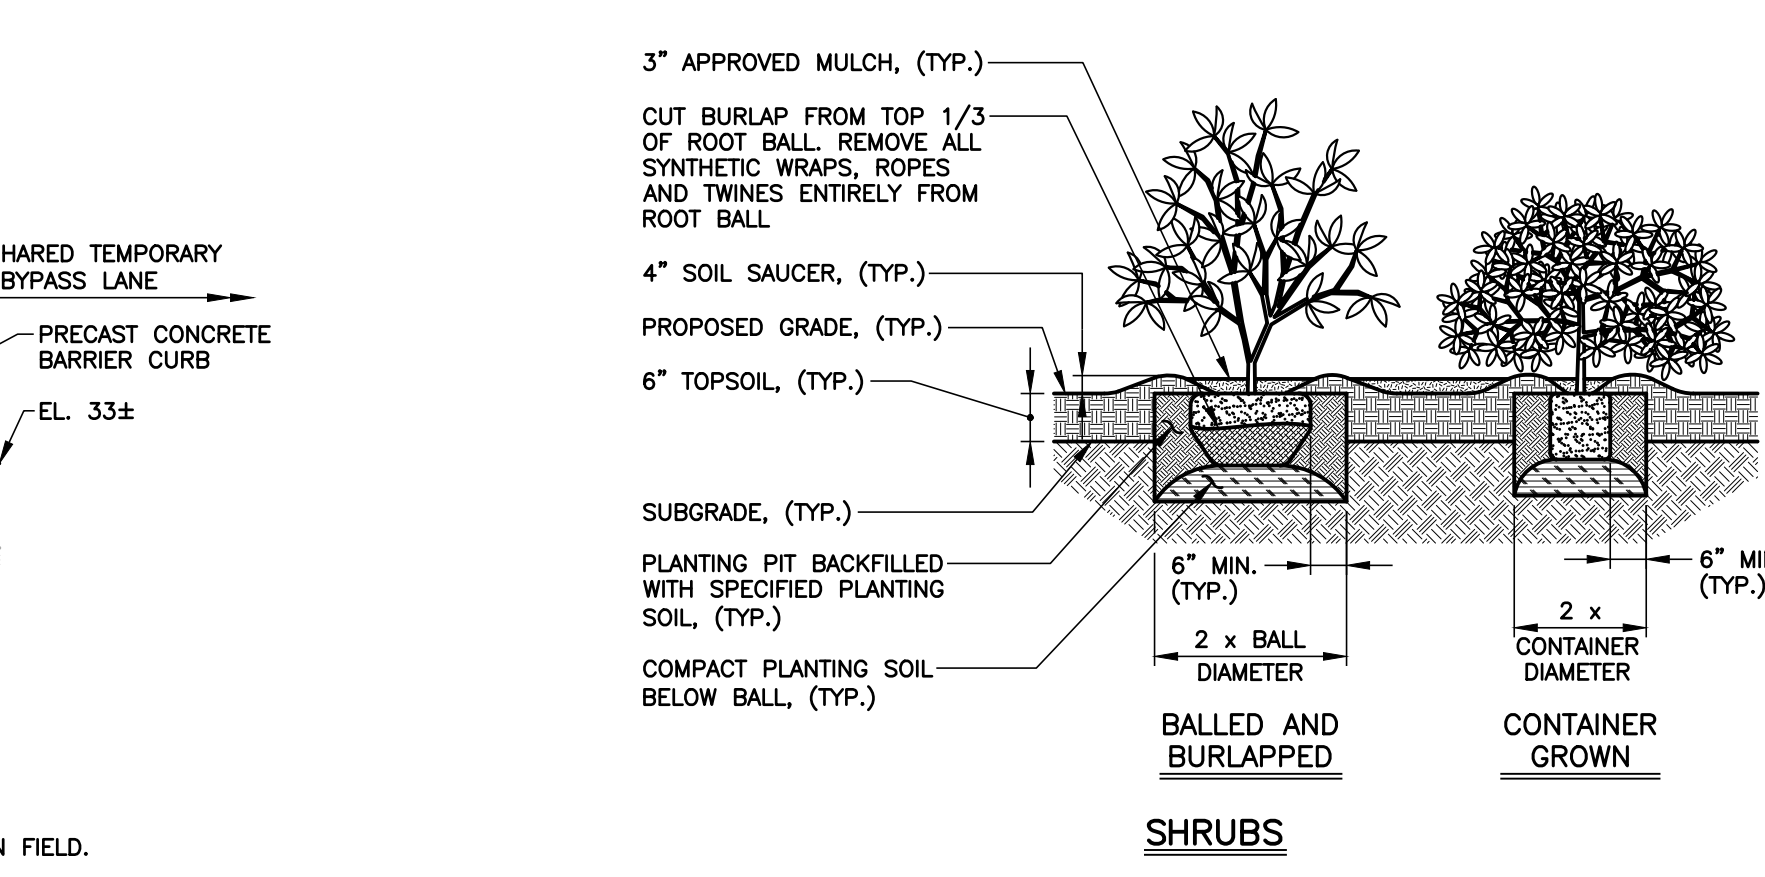 HARED TEMPORARY
BYPASS LANE
PRECAST CONCRETE
BARRIER CURB
EL. 33±
N FIELD.
3” APPROVED MULCH, (TYP.)
CUT BURLAP FROM TOP 1/3
OF ROOT BALL. REMOVE ALL
SYNTHETIC WRAPS, ROPES
AND TWINES ENTIRELY FROM
ROOT BALL
4” SOIL SAUCER, (TYP.)
PROPOSED GRADE, (TYP.)
6” TOPSOIL, (TYP.)
SUBGRADE, (TYP.)
PLANTING PIT BACKFILLED
WITH SPECIFIED PLANTING
SOIL, (TYP.)
COMPACT PLANTING SOIL
BELOW BALL, (TYP.)
6” MIN.
(TYP.)
2 x BALL
DIAMETER
BALLED AND
BURLAPPED
6” MI
(TYP.)
2 x
CONTAINER
DIAMETER
CONTAINER
GROWN
SHRUBS